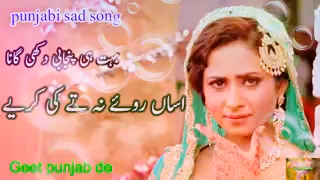 punjabi sad song
بہت ہی پنجابی دکھی گانا
اساں روئے نہ تے کی کریے
Geet punjab de